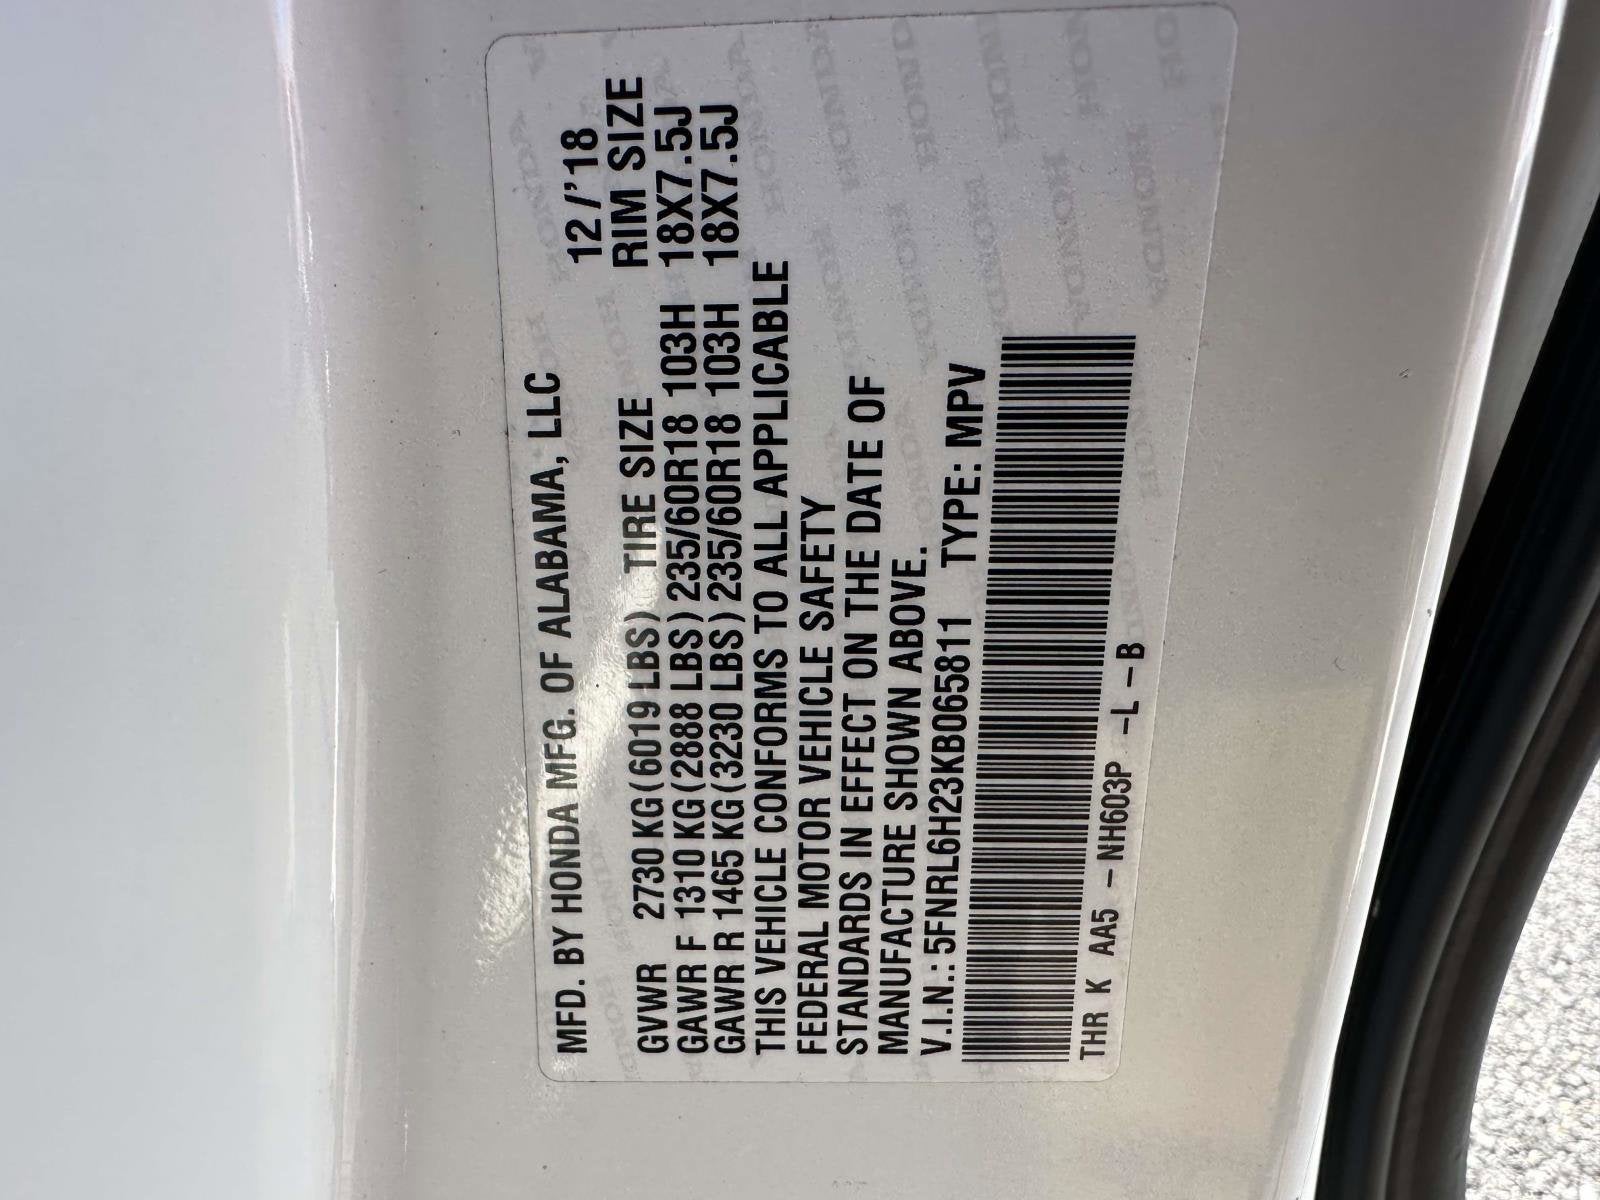 MFD. BY HONDA MFG. OF ALABAMA, LLC 12/'18
GVWR 2730 KG(6019 LBS) TIRE SIZE RIM SIZE
GAWR F 1310 KG(2888 LBS) 235/60R18 103H 18X7.5J
GAWR R 1465 KG(3230 LBS) 235/60R18 103H 18X7.5J
THIS VEHICLE CONFORMS TO ALL APPLICABLE
FEDERAL MOTOR VEHICLE SAFETY
STANDARDS IN EFFECT ON THE DATE OF
MANUFACTURE SHOWN ABOVE.
V.I.N.: 5FNRL6H23KB065811 TYPE: MPV
THR K AA5 – NH603P –L – B